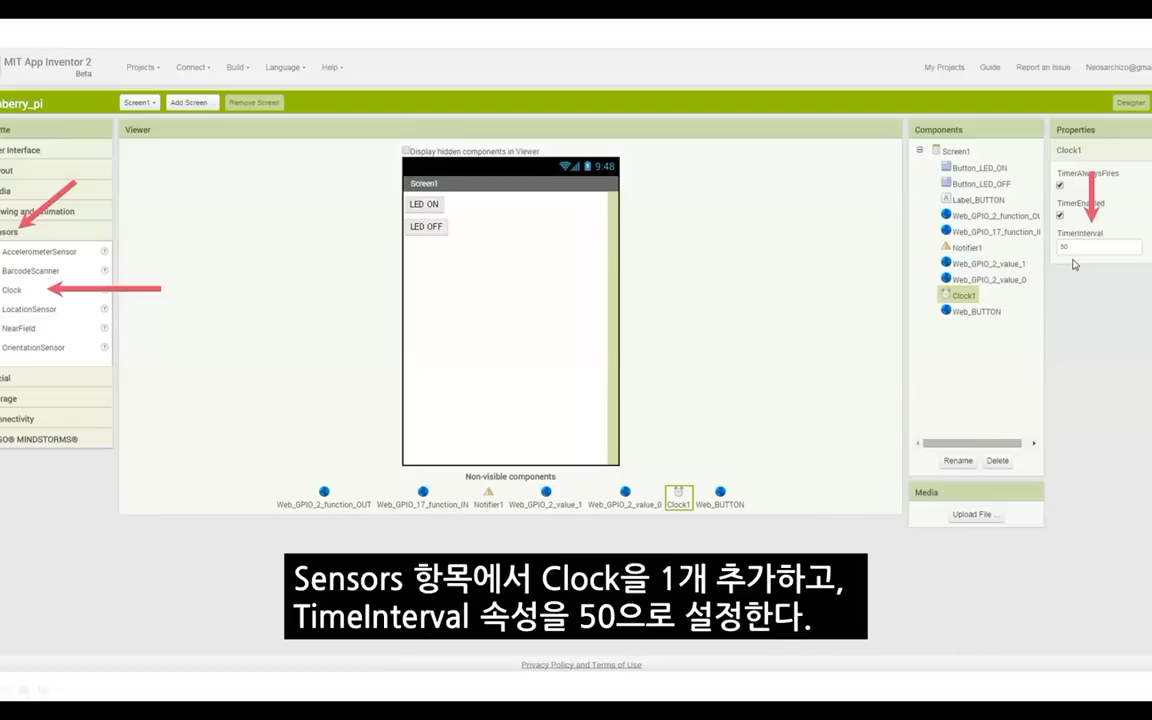 MIT App Inventor 2
Beta
Projects
Connect
Build
Language
Help
My Projects
Guide
Report an Issue
Neosarchizo@gmai
berry_pi
Screen1
Add Screen ...
Remove Screen
Designer
tte
Viewer
Components
Properties
er Interface
out
dia
wing and Animation
sors
AccelerometerSensor
BarcodeScanner
Clock
LocationSensor
NearField
OrientationSensor
cial
rage
nnectivity
GO® MINDSTORMS®
Display hidden components in Viewer
9:48
Screen1
LED ON
LED OFF
Non-visible components
Web_GPIO_2_function_OUT
Web_GPIO_17_function_IN
Notifier1
Web_GPIO_2_value_1
Web_GPIO_2_value_0
Clock1
Web_BUTTON
Screen1
Button_LED_ON
Button_LED_OFF
Label_BUTTON
Web_GPIO_2_function_OU
Web_GPIO_17_function_II
Notifier1
Web_GPIO_2_value_1
Web_GPIO_2_value_0
Clock1
Web_BUTTON
Rename
Delete
Media
Upload File ...
Clock1
TimerAlwaysFires
TimerEnabled
TimerInterval
50
Sensors 항목에서 Clock을 1개 추가하고,
TimeInterval 속성을 50으로 설정한다.
Privacy Policy and Terms of Use